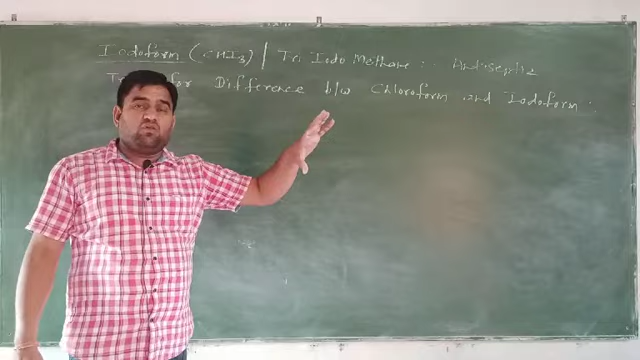 Iodoform (CHI3) | Tri Iodo Methane :- Antiseptic
for Difference b/w Chloroform and Iodoform :